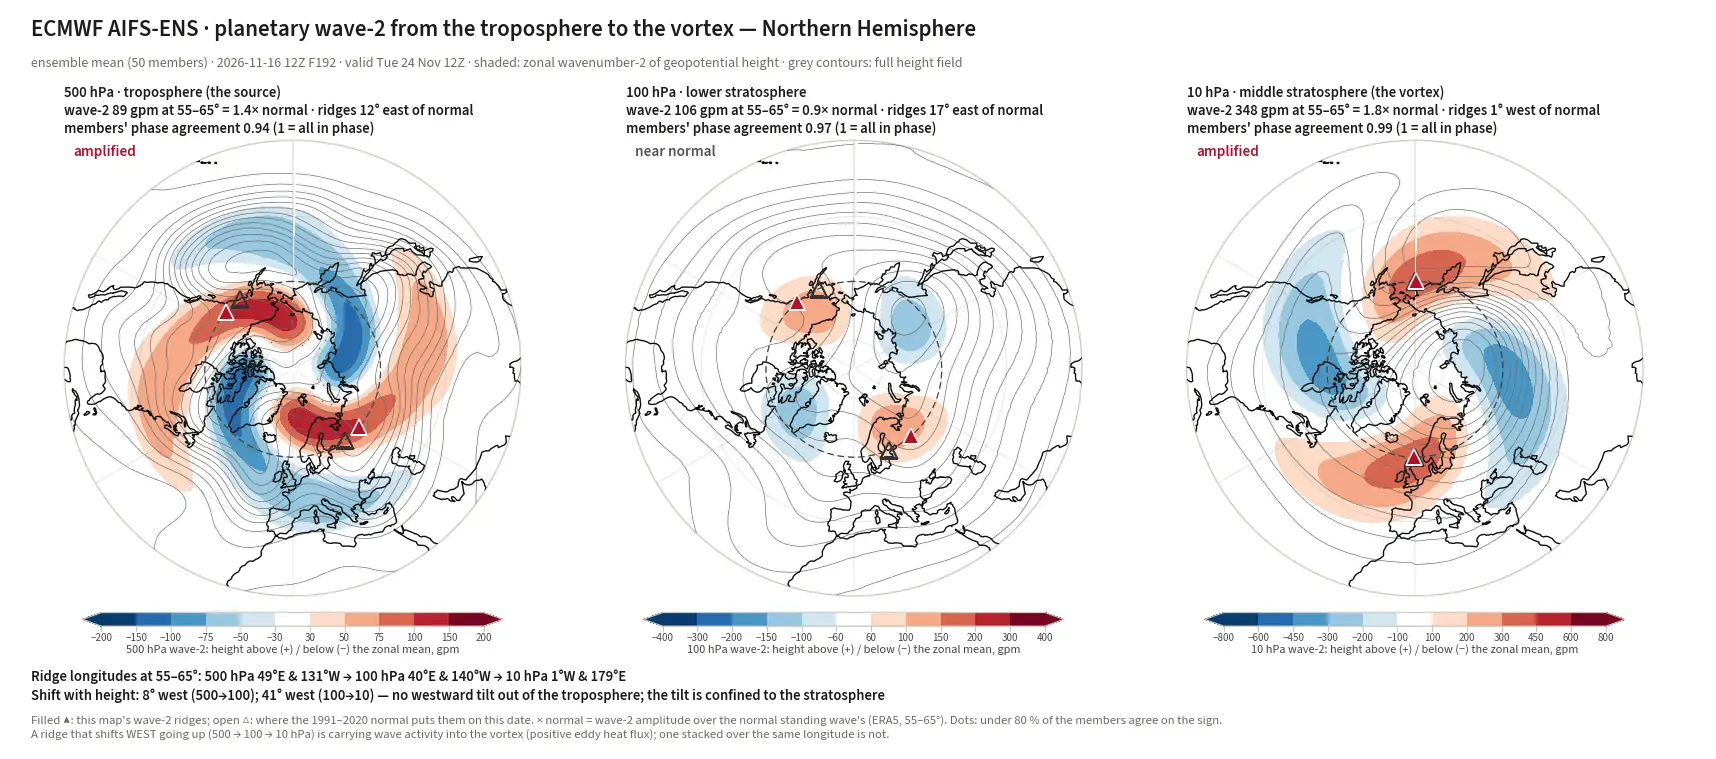 ECMWF AIFS-ENS · planetary wave-2 from the troposphere to the vortex — Northern Hemisphere
ensemble mean (50 members) · 2026-11-16 12Z F192 · valid Tue 24 Nov 12Z · shaded: zonal wavenumber-2 of geopotential height · grey contours: full height field
500 hPa · troposphere (the source)
wave-2 89 gpm at 55–65° = 1.4× normal · ridges 12° east of normal
members' phase agreement 0.94 (1 = all in phase)
amplified
100 hPa · lower stratosphere
wave-2 106 gpm at 55–65° = 0.9× normal · ridges 17° east of normal
members' phase agreement 0.97 (1 = all in phase)
near normal
10 hPa · middle stratosphere (the vortex)
wave-2 348 gpm at 55–65° = 1.8× normal · ridges 1° west of normal
members' phase agreement 0.99 (1 = all in phase)
amplified
−200 −150 −100 −75 −50 −30 30 50 75 100 150 200
500 hPa wave-2: height above (+) / below (−) the zonal mean, gpm
−400 −300 −200 −150 −100 −60 60 100 150 200 300 400
100 hPa wave-2: height above (+) / below (−) the zonal mean, gpm
−800 −600 −450 −300 −200 −100 100 200 300 450 600 800
10 hPa wave-2: height above (+) / below (−) the zonal mean, gpm
Ridge longitudes at 55–65°: 500 hPa 49°E & 131°W → 100 hPa 40°E & 140°W → 10 hPa 1°W & 179°E
Shift with height: 8° west (500→100); 41° west (100→10) — no westward tilt out of the troposphere; the tilt is confined to the stratosphere
Filled ▲: this map's wave-2 ridges; open △: where the 1991–2020 normal puts them on this date. × normal = wave-2 amplitude over the normal standing wave's (ERA5, 55–65°). Dots: under 80 % of the members agree on the sign.
A ridge that shifts WEST going up (500 → 100 → 10 hPa) is carrying wave activity into the vortex (positive eddy heat flux); one stacked over the same longitude is not.